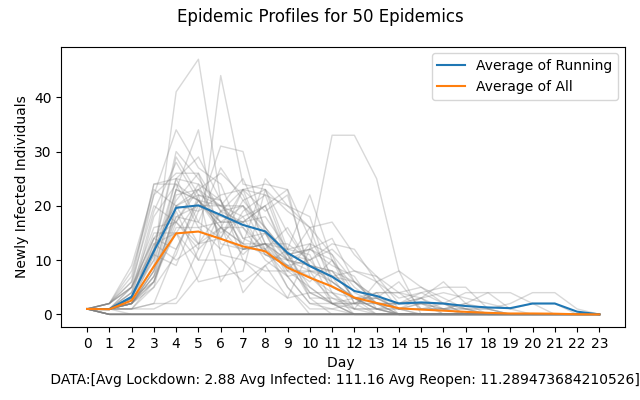 Epidemic Profiles for 50 Epidemics
Average of Running
Average of All
Newly Infected Individuals
40
30
20
10
0
0 1 2 3 4 5 6 7 8 9 10 11 12 13 14 15 16 17 18 19 20 21 22 23
Day
DATA:[Avg Lockdown: 2.88 Avg Infected: 111.16 Avg Reopen: 11.289473684210526]